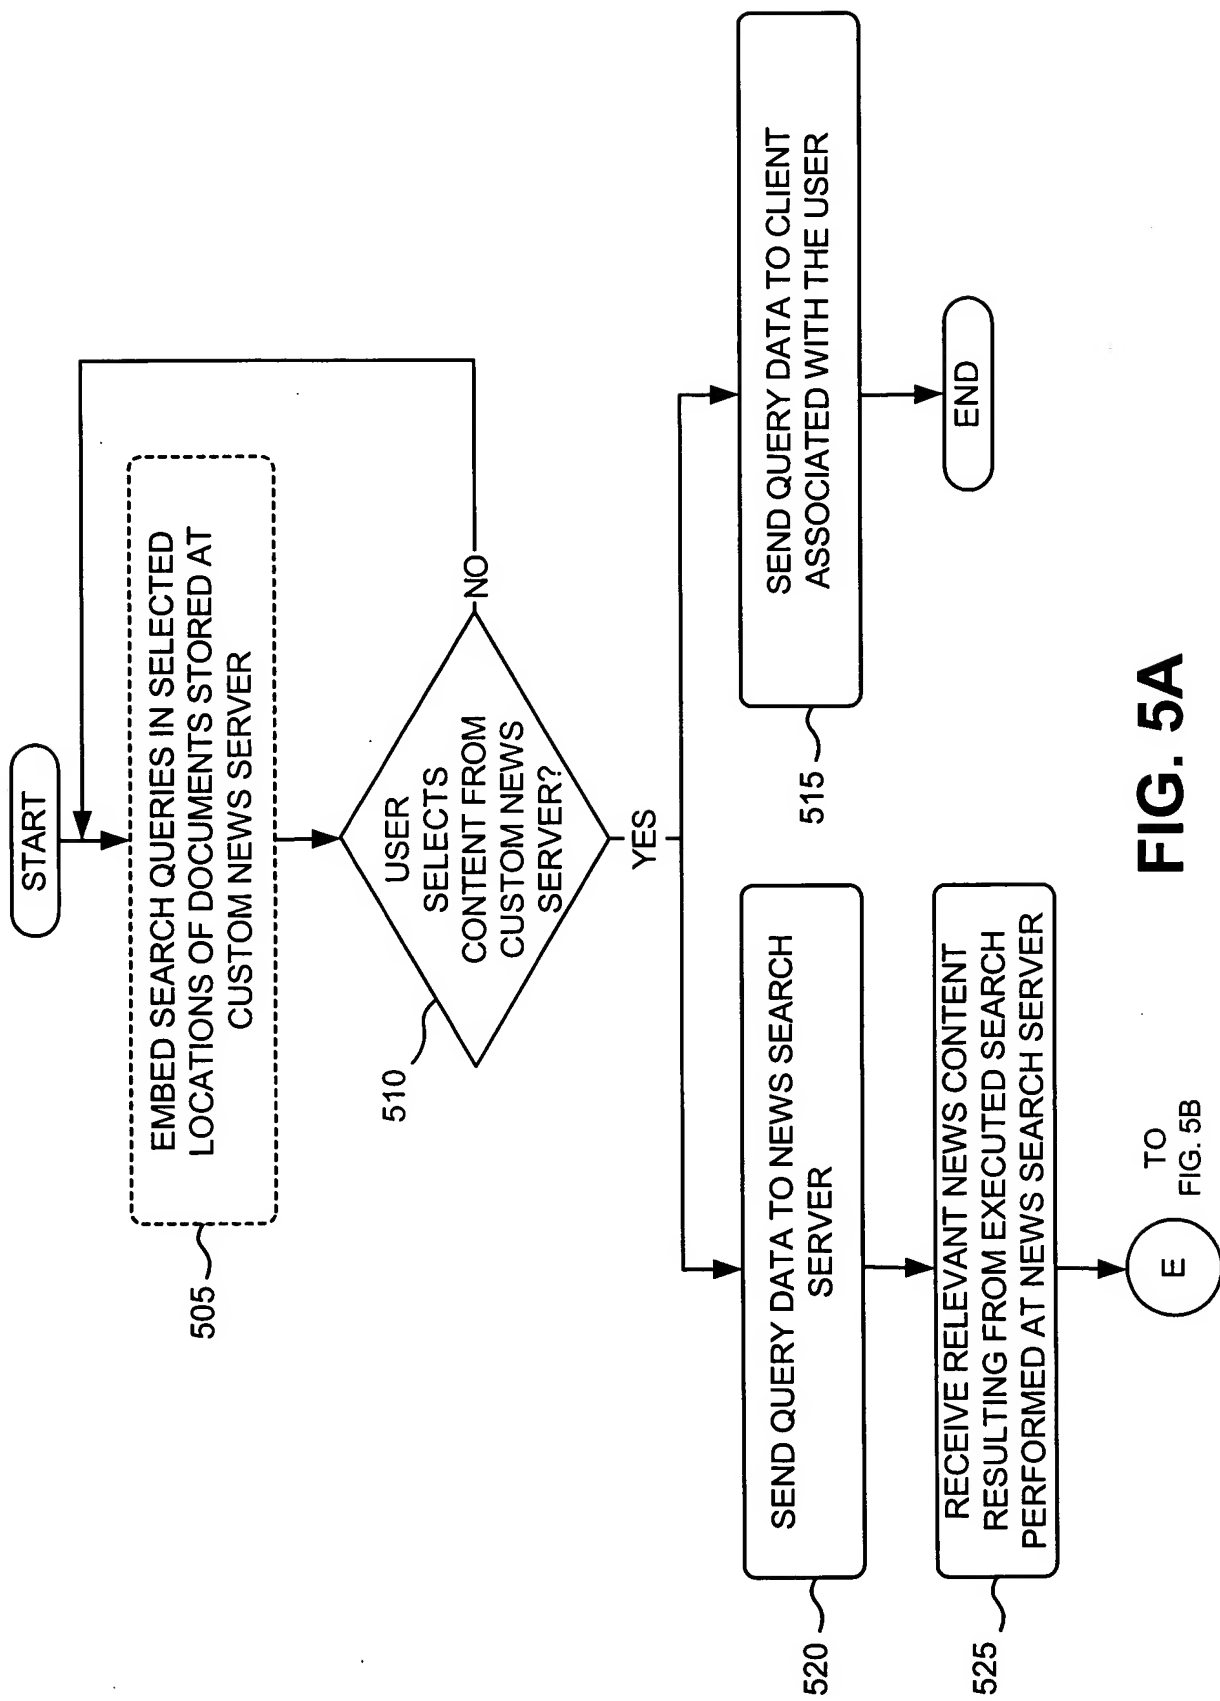 START
EMBED SEARCH QUERIES IN SELECTED
LOCATIONS OF DOCUMENTS STORED AT
CUSTOM NEWS SERVER
505
USER
SELECTS
CONTENT FROM
CUSTOM NEWS
SERVER?
510
NO
YES
SEND QUERY DATA TO NEWS SEARCH
SERVER
520
SEND QUERY DATA TO CLIENT
ASSOCIATED WITH THE USER
515
RECEIVE RELEVANT NEWS CONTENT
RESULTING FROM EXECUTED SEARCH
PERFORMED AT NEWS SEARCH SERVER
525
END
E
TO
FIG. 5B
FIG. 5A